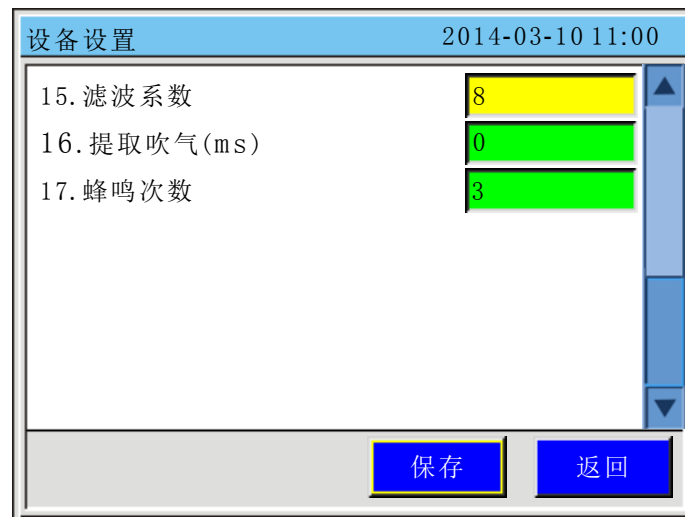 设备设置 2014-03-10 11:00
15.滤波系数 8
16.提取吹气(ms) 0
17.蜂鸣次数 3
保存 返回